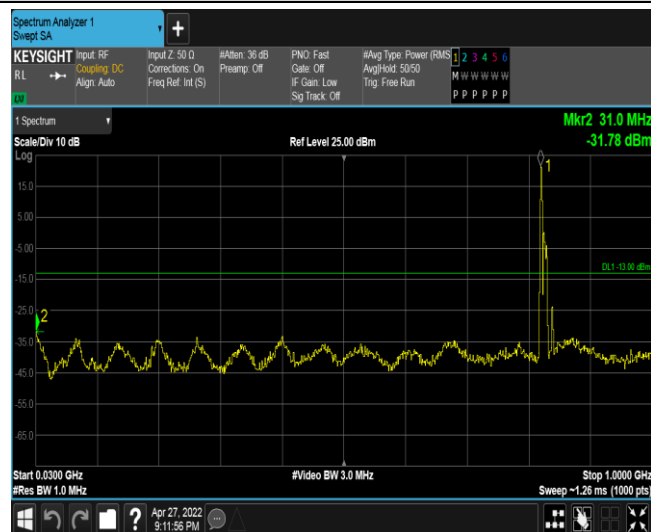 Spectrum Analyzer 1
Swept SA
+
KEYSIGHT Input: RF Input Z: 50 Ω #Atten: 36 dB PNO: Fast #Avg Type: Power (RMS 1 2 3 4 5 6
RL Coupling: DC Corrections: On Preamp: Off Gate: Off Avg|Hold: 50/50 M W W W W W
Align: Auto Freq Ref: Int (S) IF Gain: Low Trig: Free Run
Sig Track: Off P P P P P P
1 Spectrum Mkr2 31.0 MHz
Scale/Div 10 dB Ref Level 25.00 dBm -31.78 dBm
Log
1
15.0
5.00
-5.00
DL1 -13.00 dBm
-15.0
-25.0
2
-35.0
-45.0
-55.0
-65.0
Start 0.0300 GHz #Video BW 3.0 MHz Stop 1.0000 GHz
#Res BW 1.0 MHz Sweep ~1.26 ms (1000 pts)
? Apr 27, 2022
9:11:56 PM